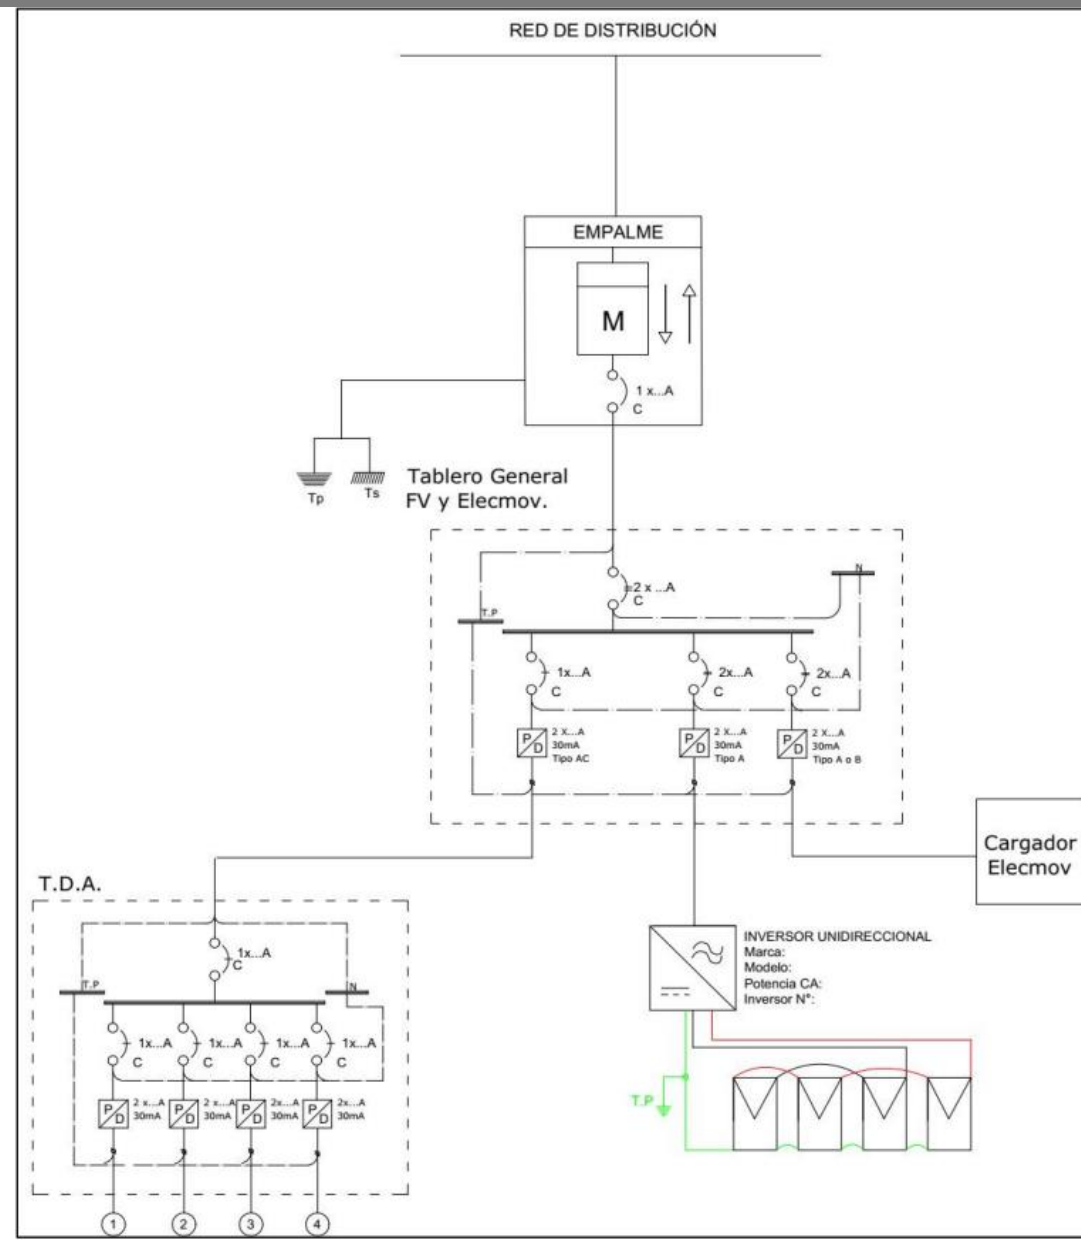 RED DE DISTRIBUCIÓN
EMPALME
M
1 x...A
C
Tp
Ts
Tablero General
FV y Elecmov.
2 x ...A
C
N
T.P
1x...A
C
2x...A
C
2x...A
C
P/D
2 X...A
30mA
Tipo AC
P/D
2 X...A
30mA
Tipo A
P/D
2 X...A
30mA
Tipo A o B
Cargador
Elecmov
T.D.A.
1x...A
C
T.P
N
1x...A
C
1x...A
C
1x...A
C
1x...A
C
P/D
2 x...A
30mA
P/D
2 x...A
30mA
P/D
2x...A
30mA
P/D
2x...A
30mA
1
2
3
4
INVERSOR UNIDIRECCIONAL
Marca:
Modelo:
Potencia CA:
Inversor N°:
T.P